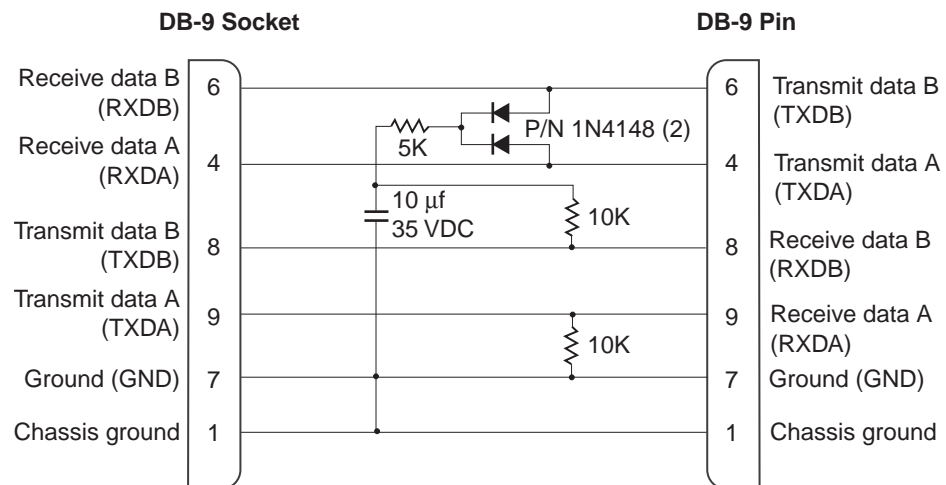 DB-9 Socket
DB-9 Pin
Receive data B
(RXDB)
6
6
Transmit data B
(TXDB)
P/N 1N4148 (2)
5K
Receive data A
(RXDA)
4
4
Transmit data A
(TXDA)
10 μf
35 VDC
10K
Transmit data B
(TXDB)
8
8
Receive data B
(RXDB)
Transmit data A
(TXDA)
9
9
Receive data A
(RXDA)
10K
Ground (GND)
7
7
Ground (GND)
Chassis ground
1
1
Chassis ground